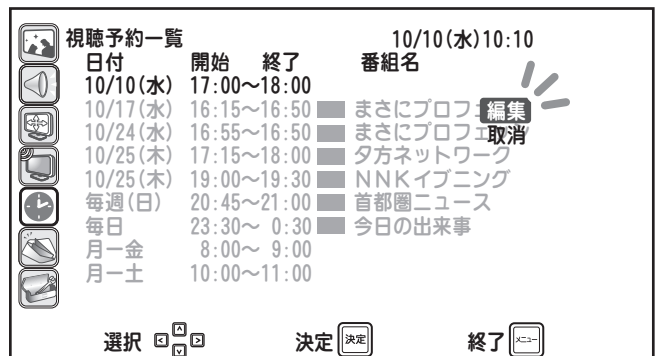 視聴予約一覧 10/10(水)10:10
日付 開始 終了 番組名
10/10(水) 17:00〜18:00
10/17(水) 16:15〜16:50 まさにプロフ
編集
10/24(水) 16:55〜16:50 まさにプロフェ
取消
10/25(木) 17:15〜18:00 夕方ネットワーク
10/25(木) 19:00〜19:30 NNKイブニング
毎週(日) 20:45〜21:00 首都圏ニュース
毎日 23:30〜 0:30 今日の出来事
月ー金 8:00〜 9:00
月ー土 10:00〜11:00
選択 決定 決定 終了 メニュー